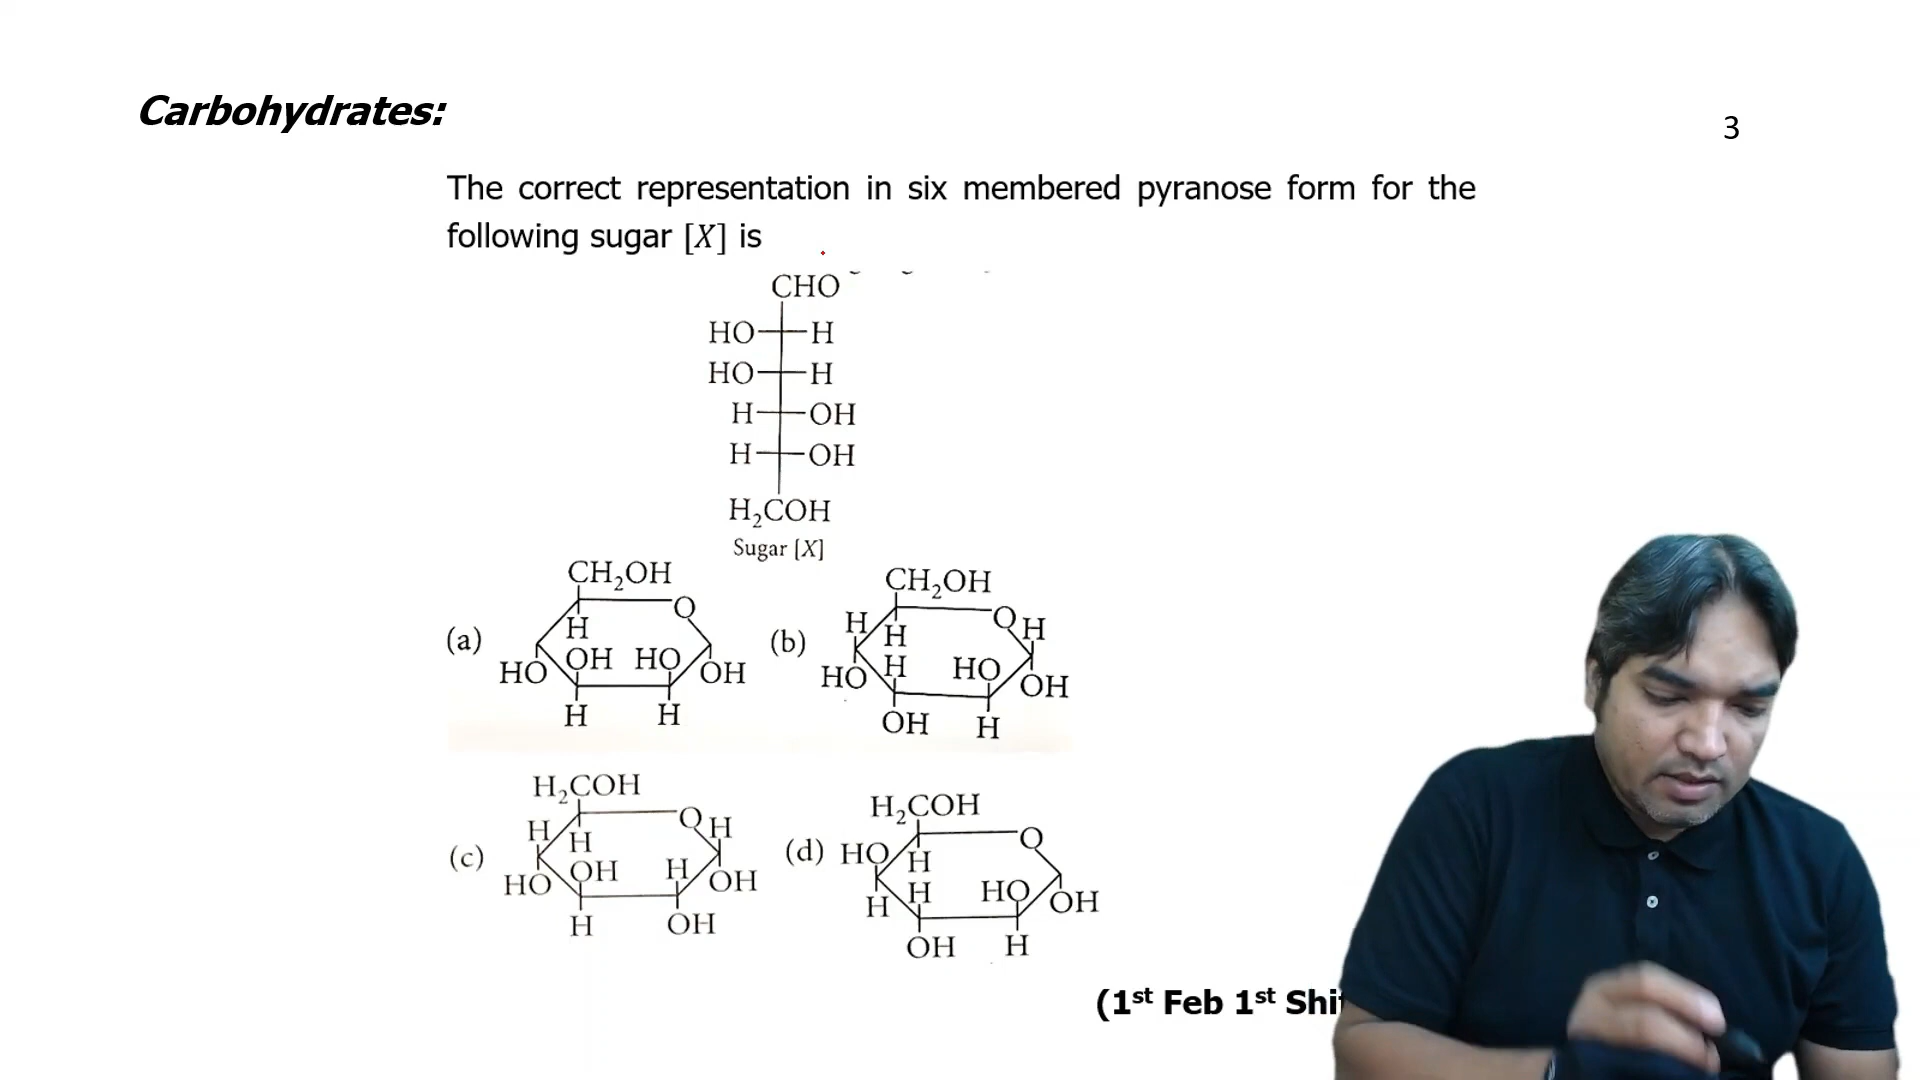 Carbohydrates:
3
The correct representation in six membered pyranose form for the
following sugar [X] is
CHO
HO H
HO H
H OH
H OH
H₂COH
Sugar [X]
(a)
CH₂OH
O
H
HO OH HO OH
H H
(b)
CH₂OH
H O H
H
HO H HO OH
OH H
(c)
H₂COH
H O H
H
HO OH H OH
H OH
(d)
H₂COH
HO O
H
H H HO OH
OH H
(1st Feb 1st